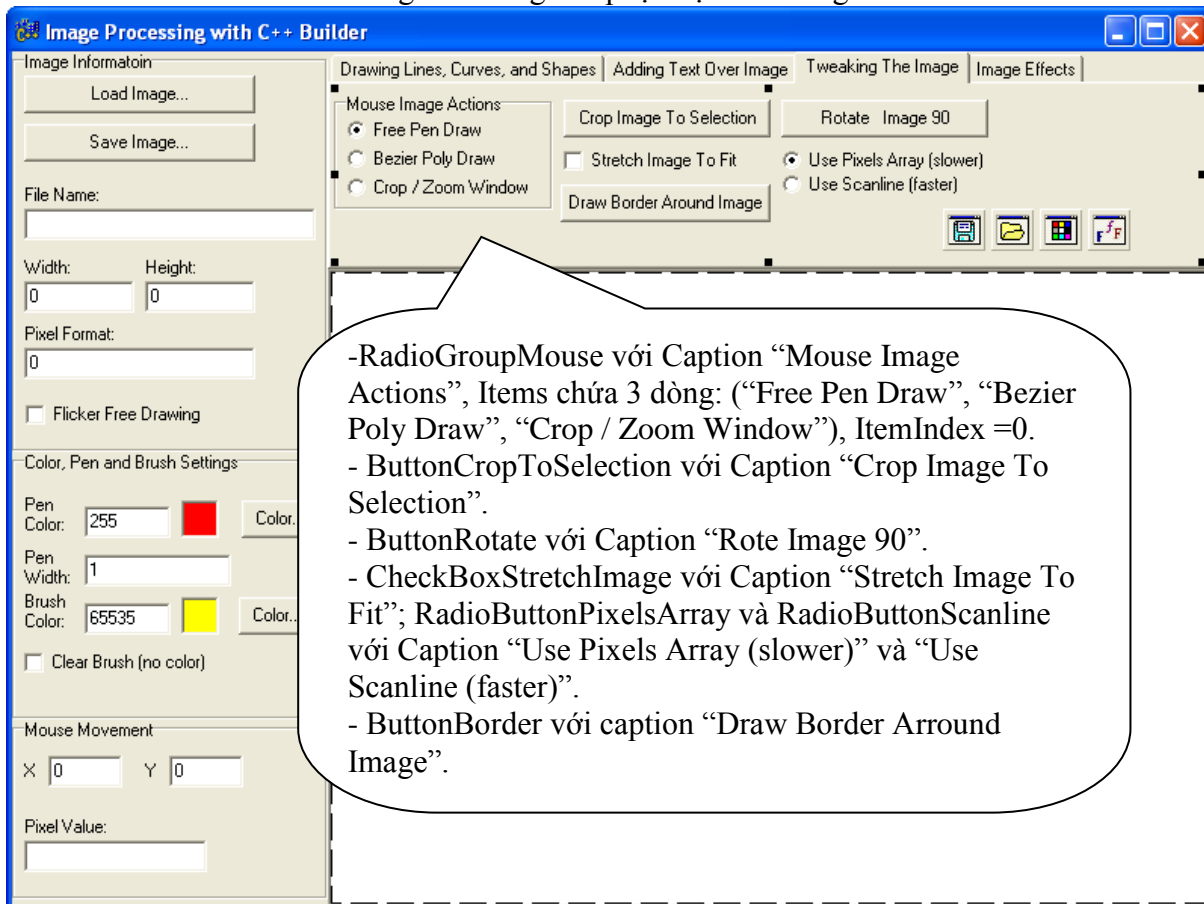 Image Processing with C++ Builder
Image Informatoin
Load Image...
Save Image...
File Name:
Width: Height:
0 0
Pixel Format:
0
Flicker Free Drawing
Color, Pen and Brush Settings
Pen
Color: 255 Color.
Pen
Width: 1
Brush
Color: 65535 Color..
Clear Brush (no color)
Mouse Movement
X 0 Y 0
Pixel Value:
Drawing Lines, Curves, and Shapes Adding Text Over Image Tweaking The Image Image Effects
Mouse Image Actions
Free Pen Draw
Bezier Poly Draw
Crop / Zoom Window
Crop Image To Selection
Stretch Image To Fit
Draw Border Around Image
Rotate Image 90
Use Pixels Array (slower)
Use Scanline (faster)
-RadioGroupMouse với Caption “Mouse Image
Actions”, Items chứa 3 dòng: (“Free Pen Draw”, “Bezier
Poly Draw”, “Crop / Zoom Window”), ItemIndex =0.
- ButtonCropToSelection với Caption “Crop Image To
Selection”.
- ButtonRotate với Caption “Rote Image 90”.
- CheckBoxStretchImage với Caption “Stretch Image To
Fit”; RadioButtonPixelsArray và RadioButtonScanline
với Caption “Use Pixels Array (slower)” và “Use
Scanline (faster)”.
- ButtonBorder với caption “Draw Border Arround
Image”.